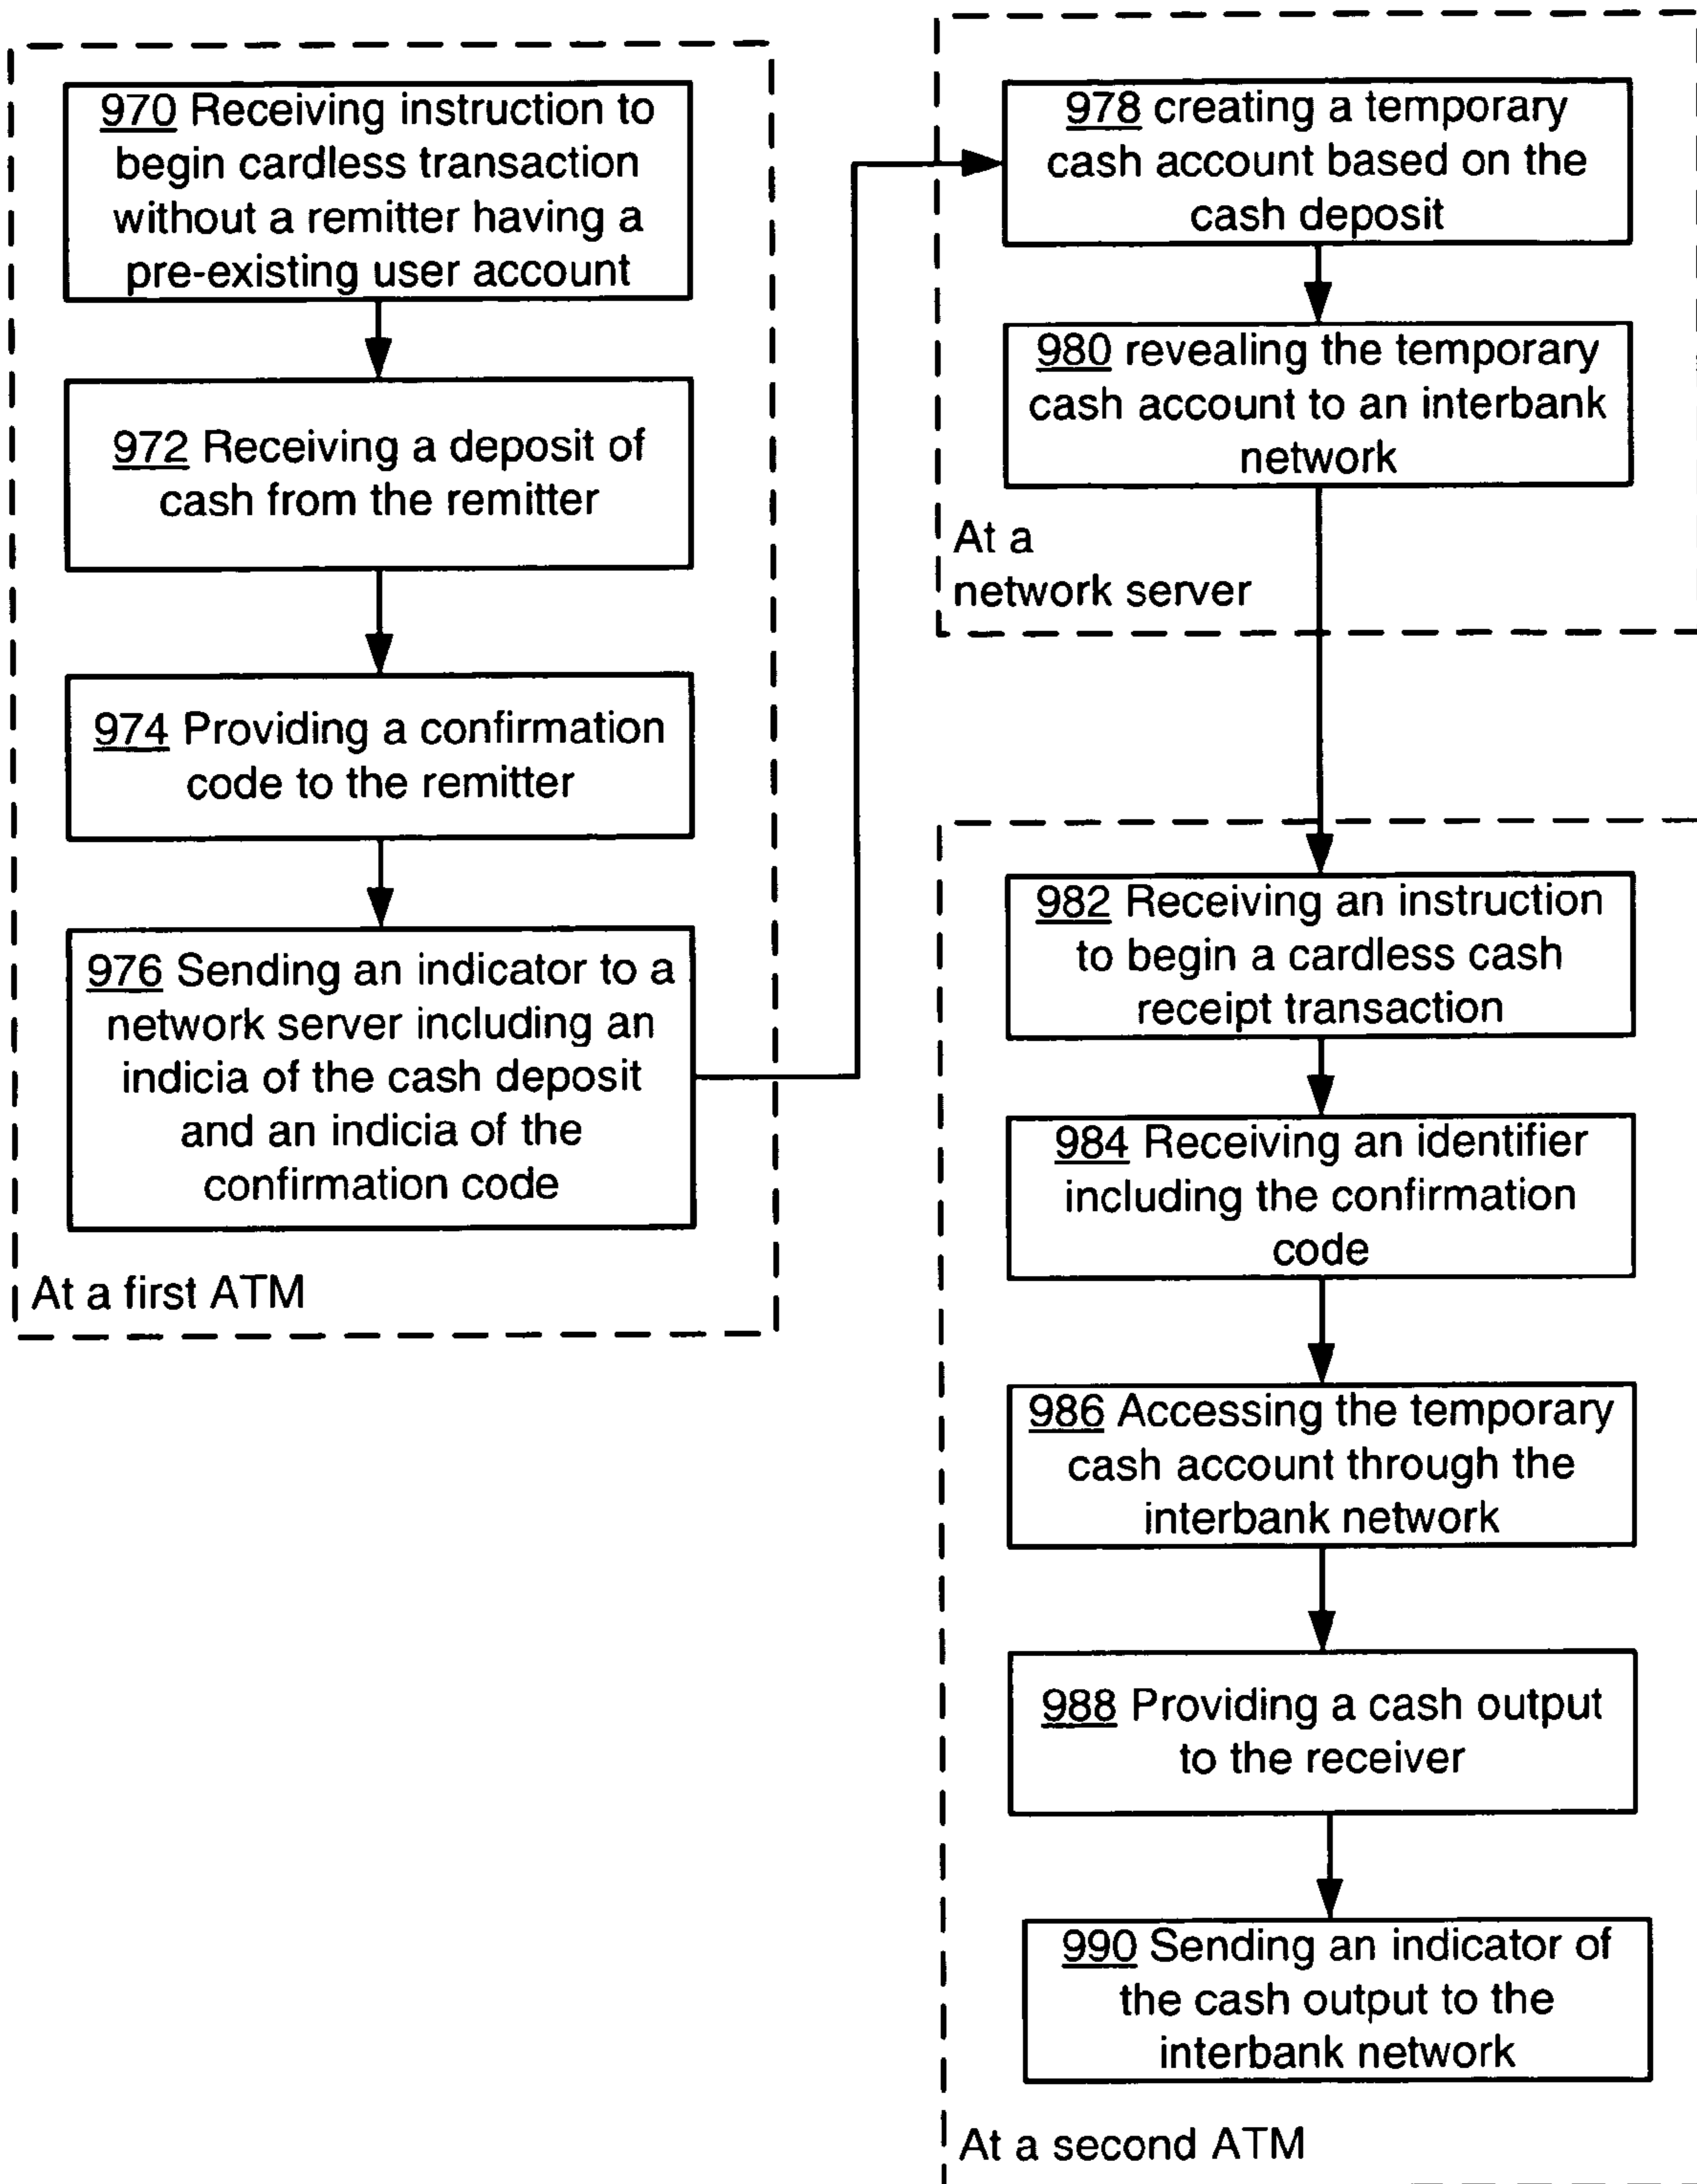 970 Receiving instruction to
begin cardless transaction
without a remitter having a
pre-existing user account
972 Receiving a deposit of
cash from the remitter
974 Providing a confirmation
code to the remitter
976 Sending an indicator to a
network server including an
indicia of the cash deposit
and an indicia of the
confirmation code
At a first ATM
978 creating a temporary
cash account based on the
cash deposit
980 revealing the temporary
cash account to an interbank
network
At a
network server
982 Receiving an instruction
to begin a cardless cash
receipt transaction
984 Receiving an identifier
including the confirmation
code
986 Accessing the temporary
cash account through the
interbank network
988 Providing a cash output
to the receiver
990 Sending an indicator of
the cash output to the
interbank network
At a second ATM